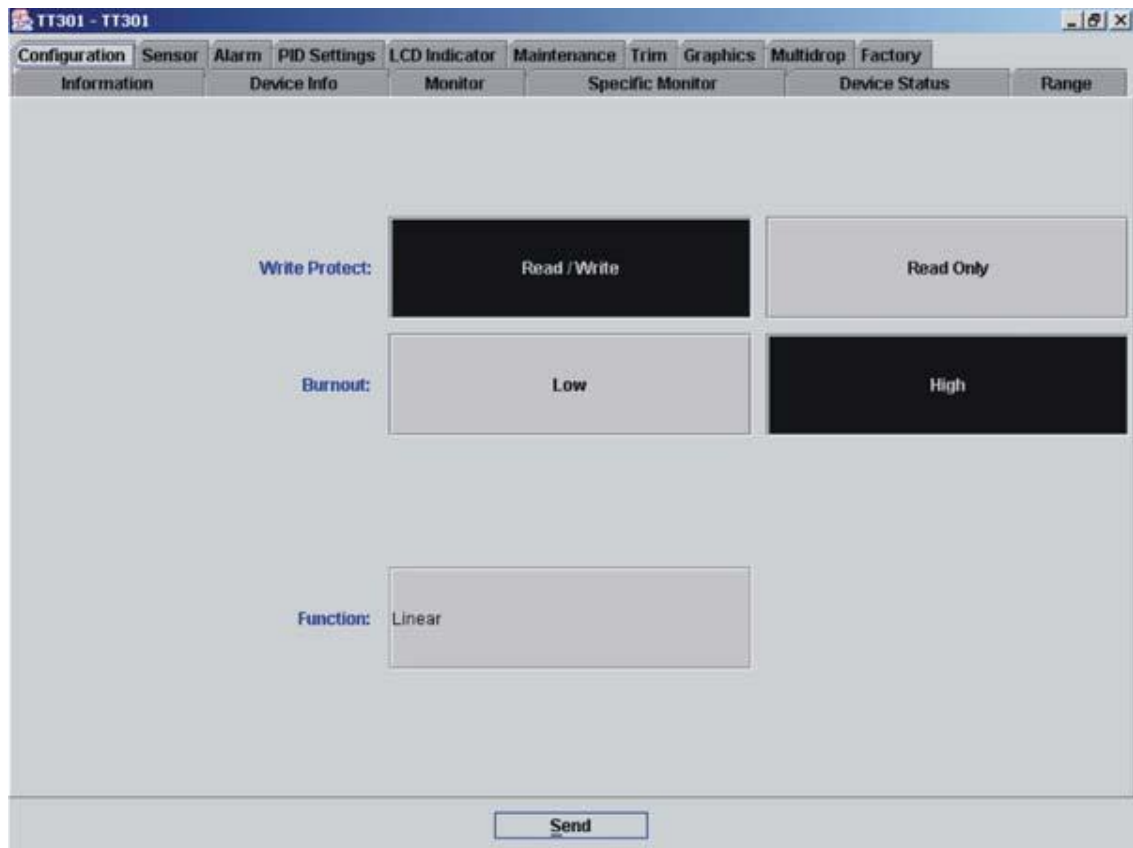 TT301 - TT301
Configuration Sensor Alarm PID Settings LCD Indicator Maintenance Trim Graphics Multidrop Factory
Information Device Info Monitor Specific Monitor Device Status Range
Write Protect: Read / Write Read Only
Burnout: Low High
Function: Linear
Send